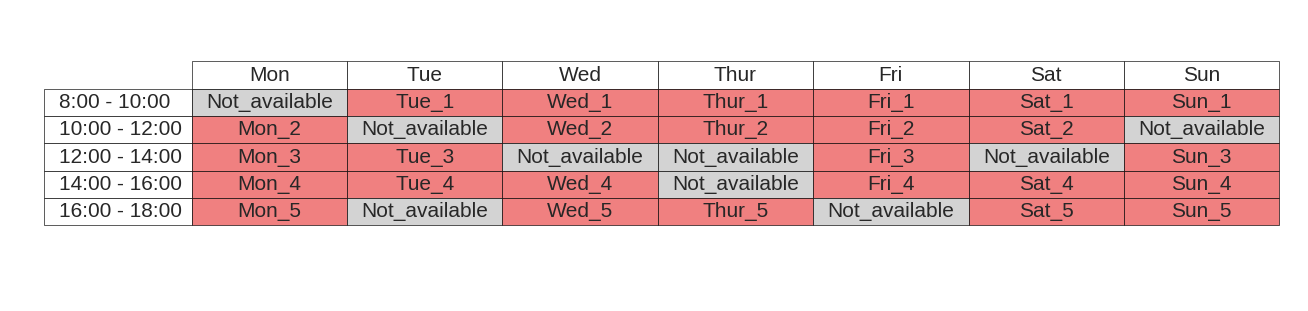 Mon Tue Wed Thur Fri Sat Sun
8:00 - 10:00 Not_available Tue_1 Wed_1 Thur_1 Fri_1 Sat_1 Sun_1
10:00 - 12:00 Mon_2 Not_available Wed_2 Thur_2 Fri_2 Sat_2 Not_available
12:00 - 14:00 Mon_3 Tue_3 Not_available Not_available Fri_3 Not_available Sun_3
14:00 - 16:00 Mon_4 Tue_4 Wed_4 Not_available Fri_4 Sat_4 Sun_4
16:00 - 18:00 Mon_5 Not_available Wed_5 Thur_5 Not_available Sat_5 Sun_5